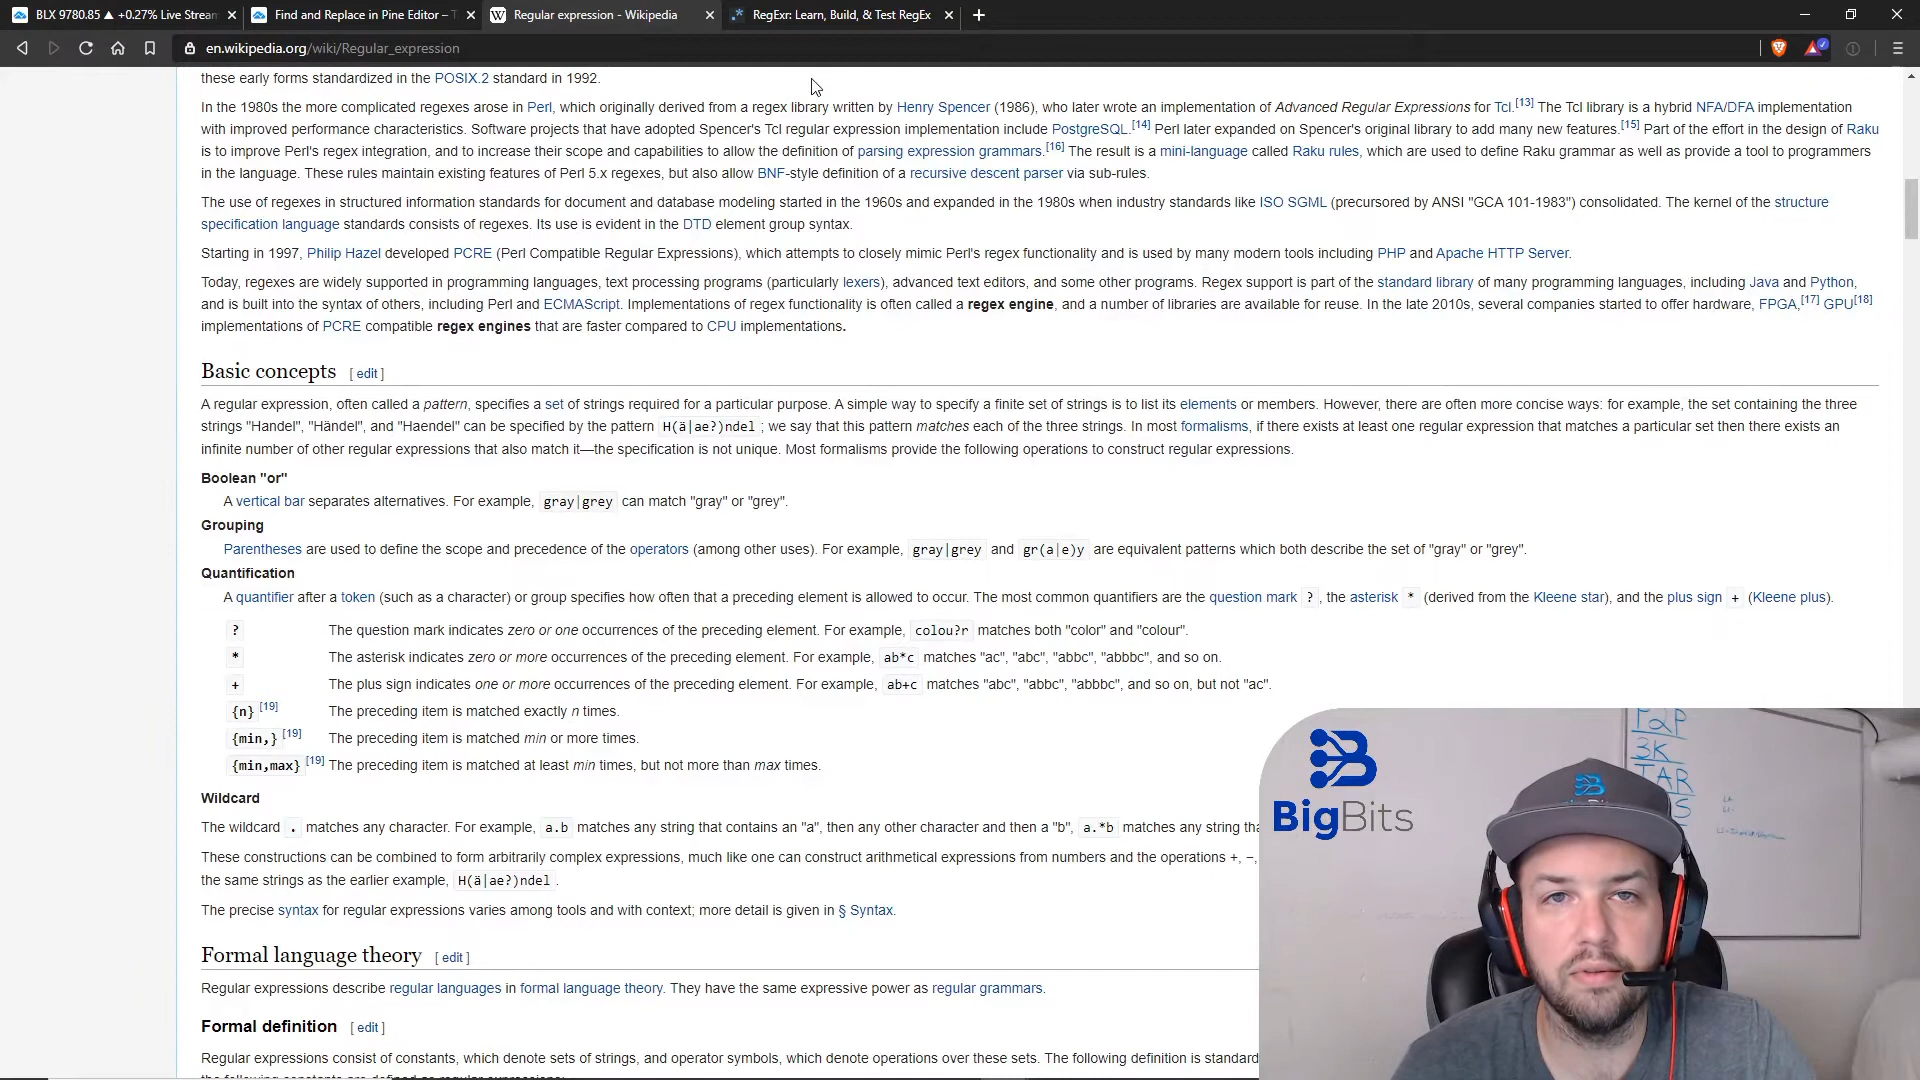 BLX 9780.85 ▲ +0.27% Live Stream
Find and Replace in Pine Editor – T
Regular expression - Wikipedia
RegExr: Learn, Build, & Test RegEx
en.wikipedia.org/wiki/Regular_expression
these early forms standardized in the POSIX.2 standard in 1992.
In the 1980s the more complicated regexes arose in Perl, which originally derived from a regex library written by Henry Spencer (1986), who later wrote an implementation of Advanced Regular Expressions for Tcl.[13] The Tcl library is a hybrid NFA/DFA implementation
with improved performance characteristics. Software projects that have adopted Spencer's Tcl regular expression implementation include PostgreSQL.[14] Perl later expanded on Spencer's original library to add many new features.[15] Part of the effort in the design of Raku
is to improve Perl's regex integration, and to increase their scope and capabilities to allow the definition of parsing expression grammars.[16] The result is a mini-language called Raku rules, which are used to define Raku grammar as well as provide a tool to programmers
in the language. These rules maintain existing features of Perl 5.x regexes, but also allow BNF-style definition of a recursive descent parser via sub-rules.
The use of regexes in structured information standards for document and database modeling started in the 1960s and expanded in the 1980s when industry standards like ISO SGML (precursored by ANSI "GCA 101-1983") consolidated. The kernel of the structure
specification language standards consists of regexes. Its use is evident in the DTD element group syntax.
Starting in 1997, Philip Hazel developed PCRE (Perl Compatible Regular Expressions), which attempts to closely mimic Perl's regex functionality and is used by many modern tools including PHP and Apache HTTP Server.
Today, regexes are widely supported in programming languages, text processing programs (particularly lexers), advanced text editors, and some other programs. Regex support is part of the standard library of many programming languages, including Java and Python,
and is built into the syntax of others, including Perl and ECMAScript. Implementations of regex functionality is often called a regex engine, and a number of libraries are available for reuse. In the late 2010s, several companies started to offer hardware, FPGA,[17] GPU[18]
implementations of PCRE compatible regex engines that are faster compared to CPU implementations.
Basic concepts [ edit ]
A regular expression, often called a pattern, specifies a set of strings required for a particular purpose. A simple way to specify a finite set of strings is to list its elements or members. However, there are often more concise ways: for example, the set containing the three
strings "Handel", "Händel", and "Haendel" can be specified by the pattern H(ä|ae?)ndel ; we say that this pattern matches each of the three strings. In most formalisms, if there exists at least one regular expression that matches a particular set then there exists an
infinite number of other regular expressions that also match it—the specification is not unique. Most formalisms provide the following operations to construct regular expressions.
Boolean "or"
A vertical bar separates alternatives. For example, gray|grey can match "gray" or "grey".
Grouping
Parentheses are used to define the scope and precedence of the operators (among other uses). For example, gray|grey and gr(a|e)y are equivalent patterns which both describe the set of "gray" or "grey".
Quantification
A quantifier after a token (such as a character) or group specifies how often that a preceding element is allowed to occur. The most common quantifiers are the question mark ? , the asterisk * (derived from the Kleene star), and the plus sign + (Kleene plus).
? The question mark indicates zero or one occurrences of the preceding element. For example, colou?r matches both "color" and "colour".
* The asterisk indicates zero or more occurrences of the preceding element. For example, ab*c matches "ac", "abc", "abbc", "abbbc", and so on.
+ The plus sign indicates one or more occurrences of the preceding element. For example, ab+c matches "abc", "abbc", "abbbc", and so on, but not "ac".
{n} [19] The preceding item is matched exactly n times.
{min,} [19] The preceding item is matched min or more times.
{min,max} [19] The preceding item is matched at least min times, but not more than max times.
Wildcard
The wildcard . matches any character. For example, a.b matches any string that contains an "a", then any other character and then a "b", a.*b matches any string tha
These constructions can be combined to form arbitrarily complex expressions, much like one can construct arithmetical expressions from numbers and the operations +, −,
the same strings as the earlier example, H(ä|ae?)ndel .
The precise syntax for regular expressions varies among tools and with context; more detail is given in § Syntax.
Formal language theory [ edit ]
Regular expressions describe regular languages in formal language theory. They have the same expressive power as regular grammars.
Formal definition [ edit ]
Regular expressions consist of constants, which denote sets of strings, and operator symbols, which denote operations over these sets. The following definition is standard
the following constants are defined as regular expressions:
BigBits
P2P
3K
TAR